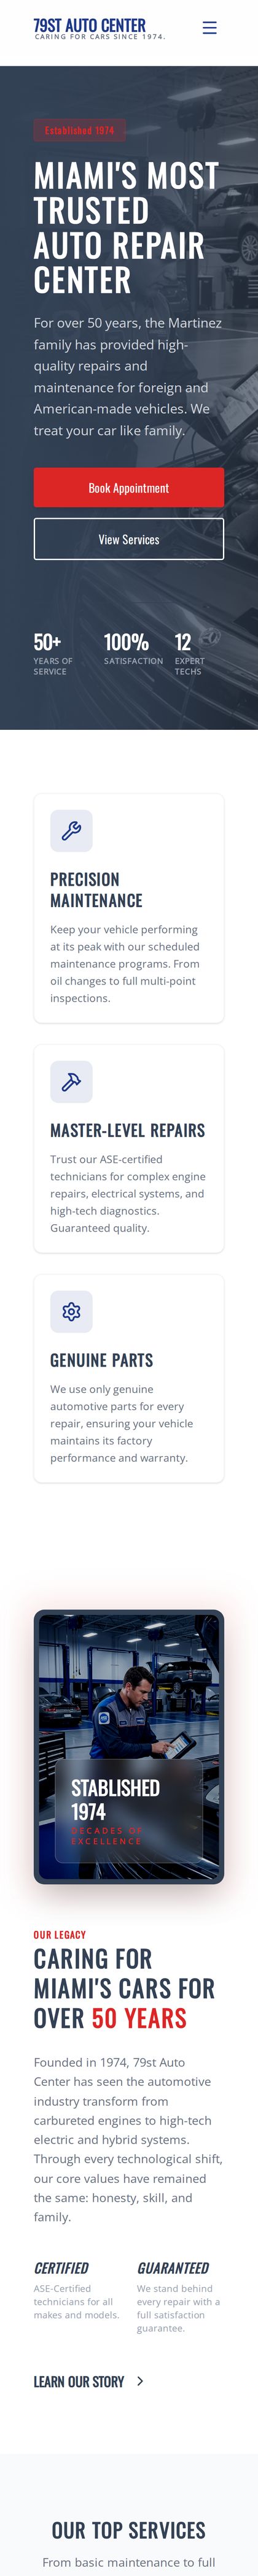 79ST AUTO CENTER
CARING FOR CARS SINCE 1974.
Established 1974
MIAMI'S MOST
TRUSTED
AUTO REPAIR
CENTER
For over 50 years, the Martinez
family has provided high-
quality repairs and
maintenance for foreign and
American-made vehicles. We
treat your car like family.
Book Appointment
View Services
50+
YEARS OF
SERVICE
100%
SATISFACTION
12
EXPERT
TECHS
PRECISION
MAINTENANCE
Keep your vehicle performing
at its peak with our scheduled
maintenance programs. From
oil changes to full multi-point
inspections.
MASTER-LEVEL REPAIRS
Trust our ASE-certified
technicians for complex engine
repairs, electrical systems, and
high-tech diagnostics.
Guaranteed quality.
GENUINE PARTS
We use only genuine
automotive parts for every
repair, ensuring your vehicle
maintains its factory
performance and warranty.
STABLISHED
1974
DECADES OF
EXCELLENCE
OUR LEGACY
CARING FOR
MIAMI'S CARS FOR
OVER 50 YEARS
Founded in 1974, 79st Auto
Center has seen the automotive
industry transform from
carbureted engines to high-tech
electric and hybrid systems.
Through every technological shift,
our core values have remained
the same: honesty, skill, and
family.
CERTIFIED
ASE-Certified
technicians for all
makes and models.
GUARANTEED
We stand behind
every repair with a
full satisfaction
guarantee.
LEARN OUR STORY
OUR TOP SERVICES
From basic maintenance to full